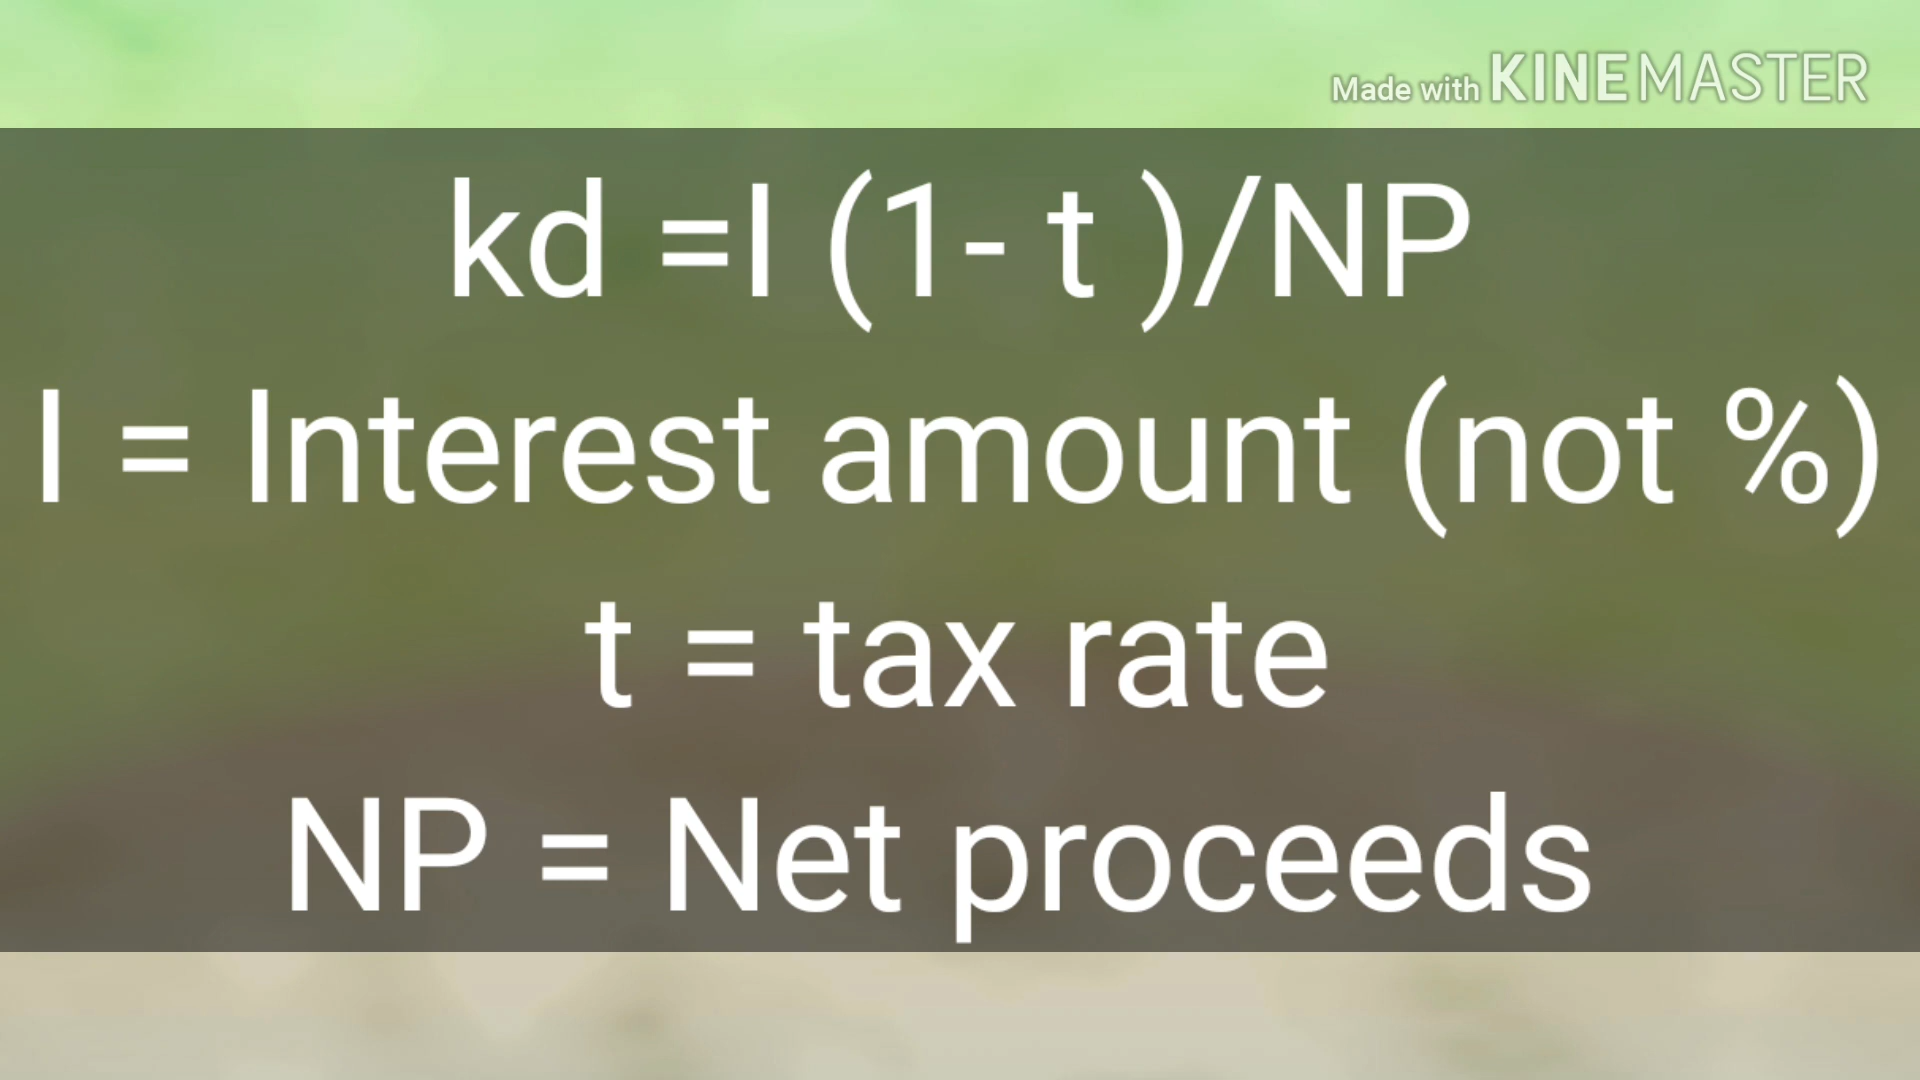 Made with KINEMASTER
kd =I (1- t )/NP
I = Interest amount (not %)
t = tax rate
NP = Net proceeds